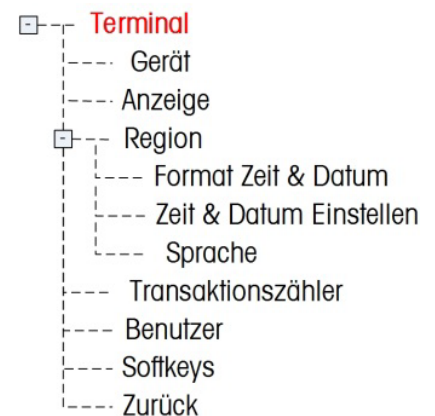 Terminal
Gerät
Anzeige
Region
Format Zeit & Datum
Zeit & Datum Einstellen
Sprache
Transaktionszähler
Benutzer
Softkeys
Zurück